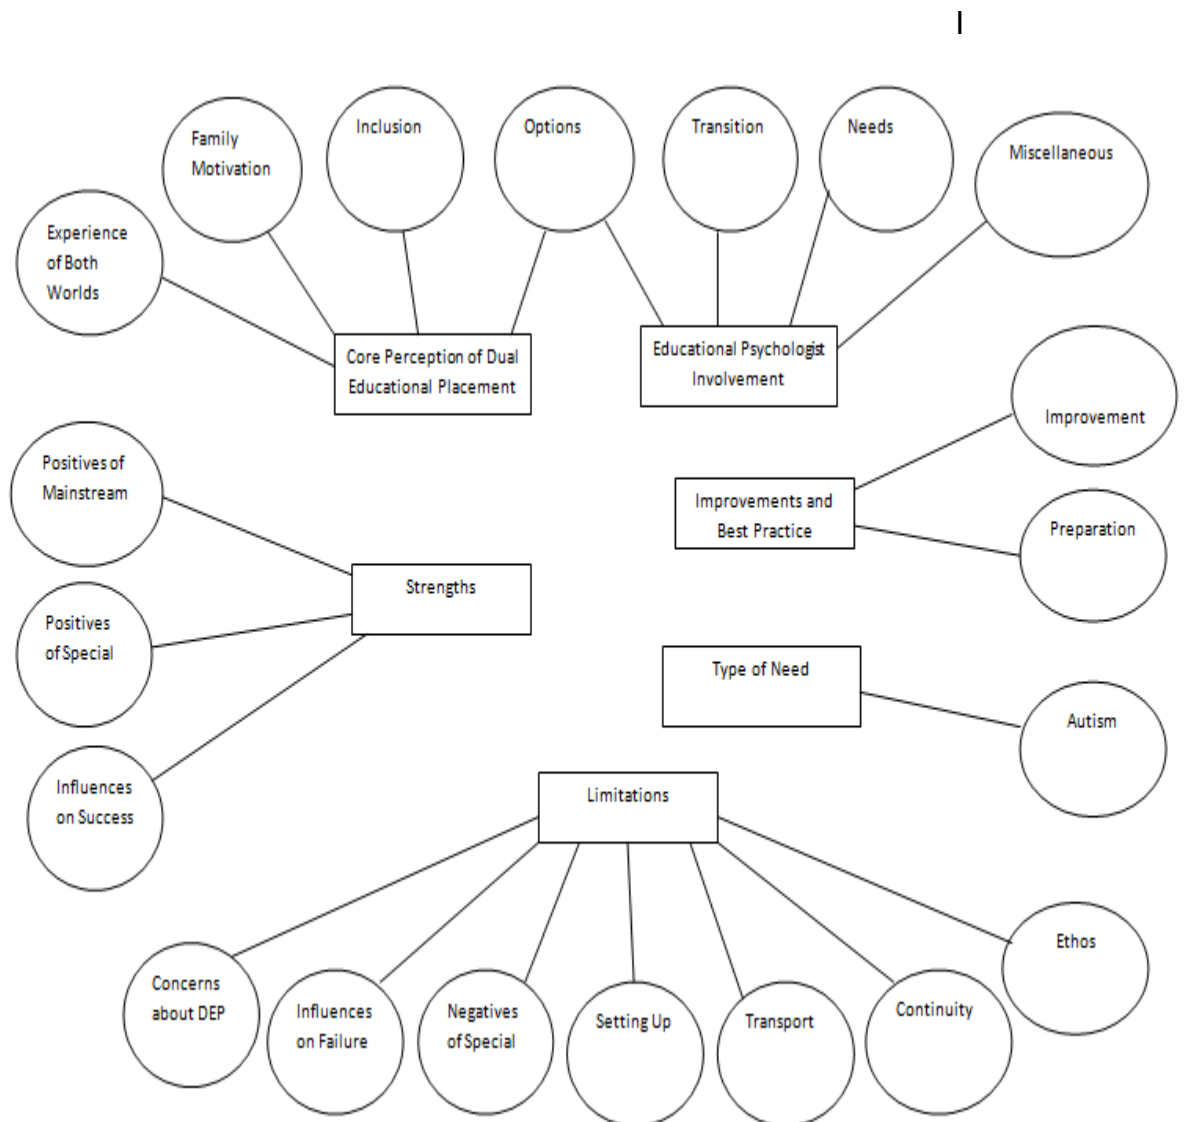 I
Family
Motivation
Inclusion
Options
Transition
Needs
Miscellaneous
Experience
of Both
Worlds
Core Perception of Dual
Educational Placement
Educational Psychologist
Involvement
Improvement
Positives of
Mainstream
Improvements and
Best Practice
Preparation
Strengths
Positives
of Special
Type of Need
Autism
Influences
on Success
Limitations
Ethos
Concerns
about DEP
Influences
on Failure
Negatives
of Special
Setting Up
Transport
Continuity